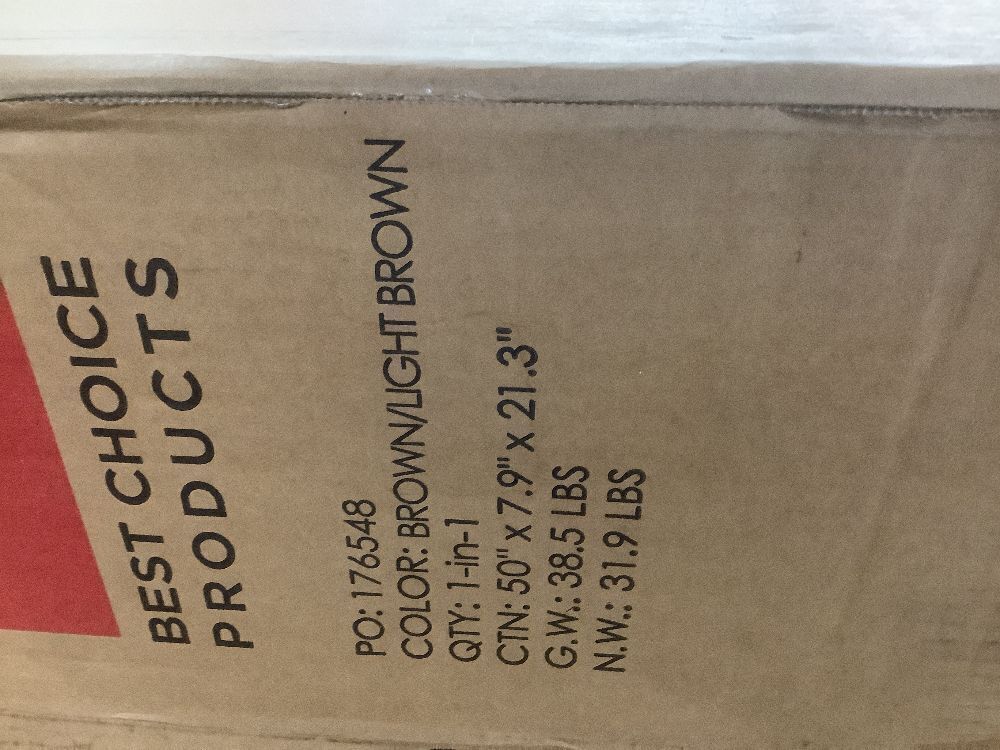 BEST CHOICE
PRODUCTS
PO: 176548
COLOR: BROWN/LIGHT BROWN
QTY: 1-in-1
CTN: 50" x 7.9" x 21.3"
G.W.: 38.5 LBS
N.W.: 31.9 LBS